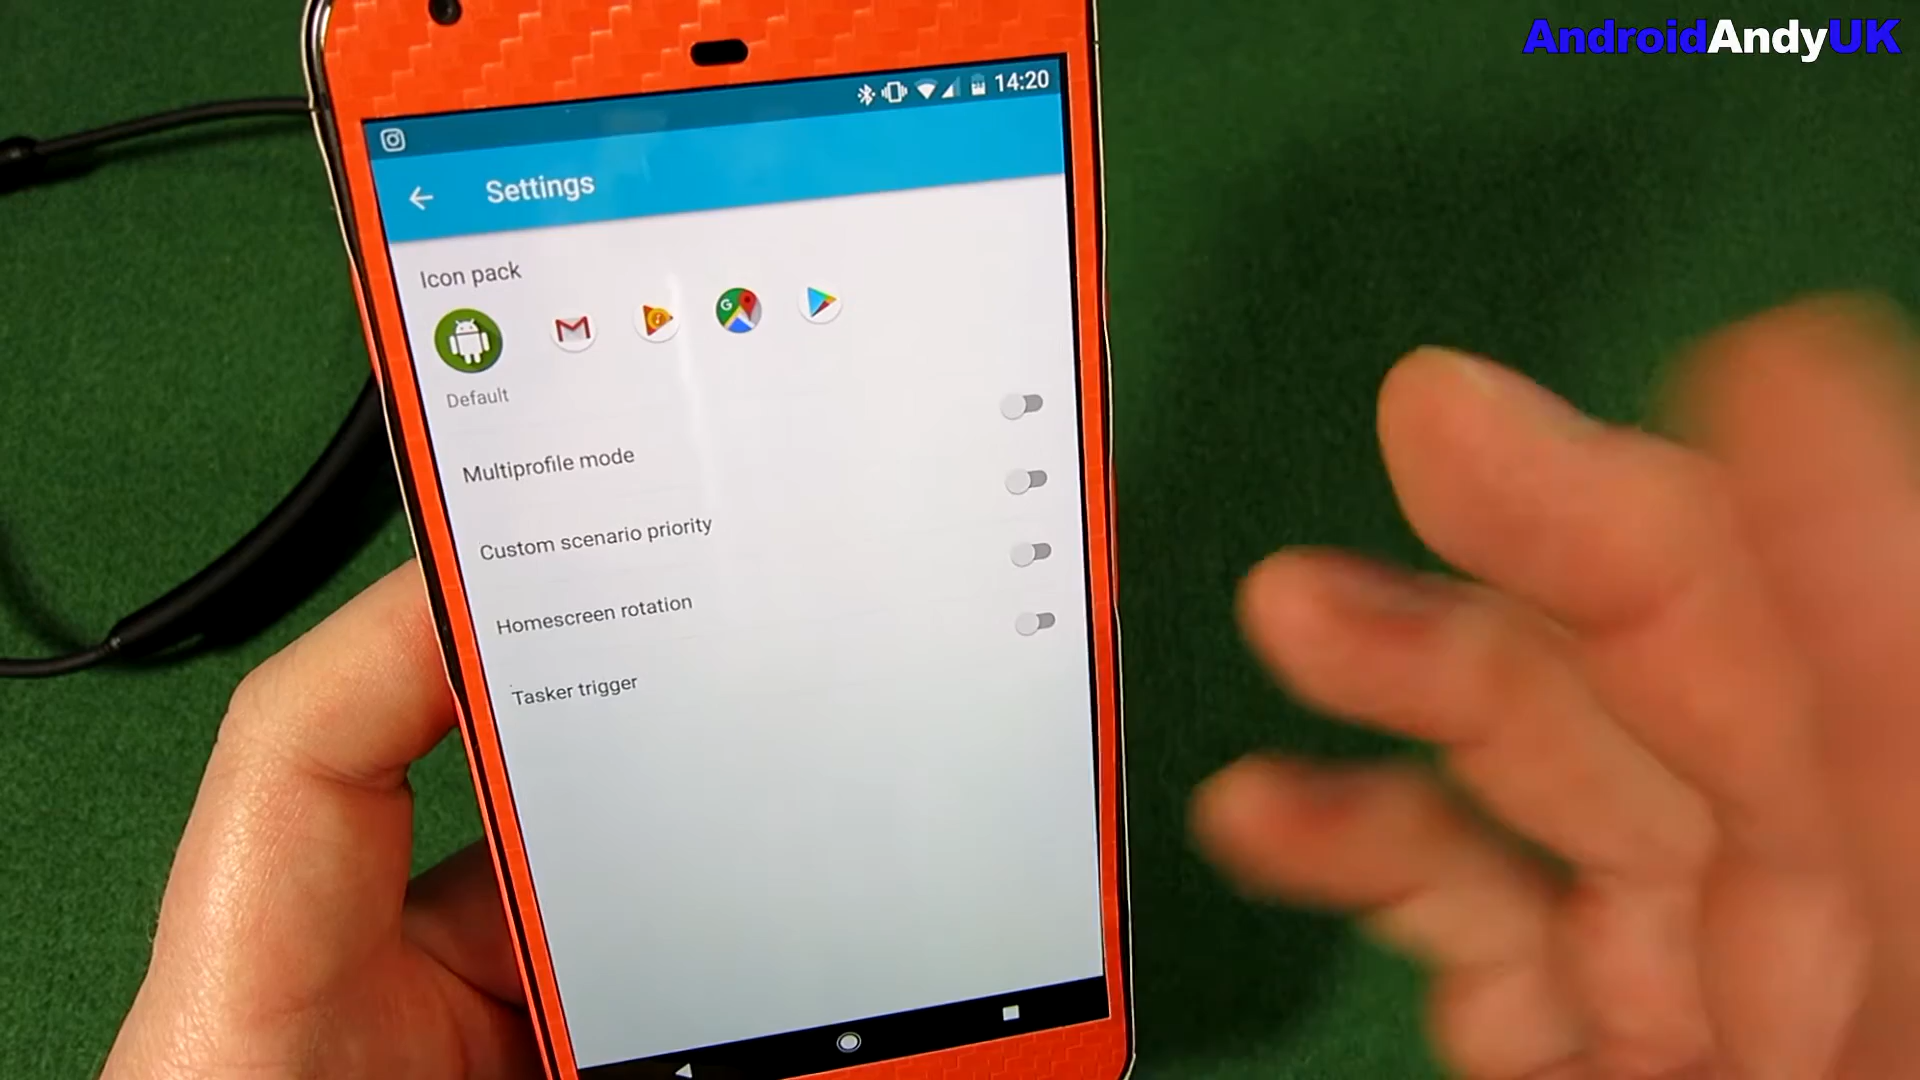 AndroidAndyUK
14:20
Settings
Icon pack
Default
Multiprofile mode
Custom scenario priority
Homescreen rotation
Tasker trigger